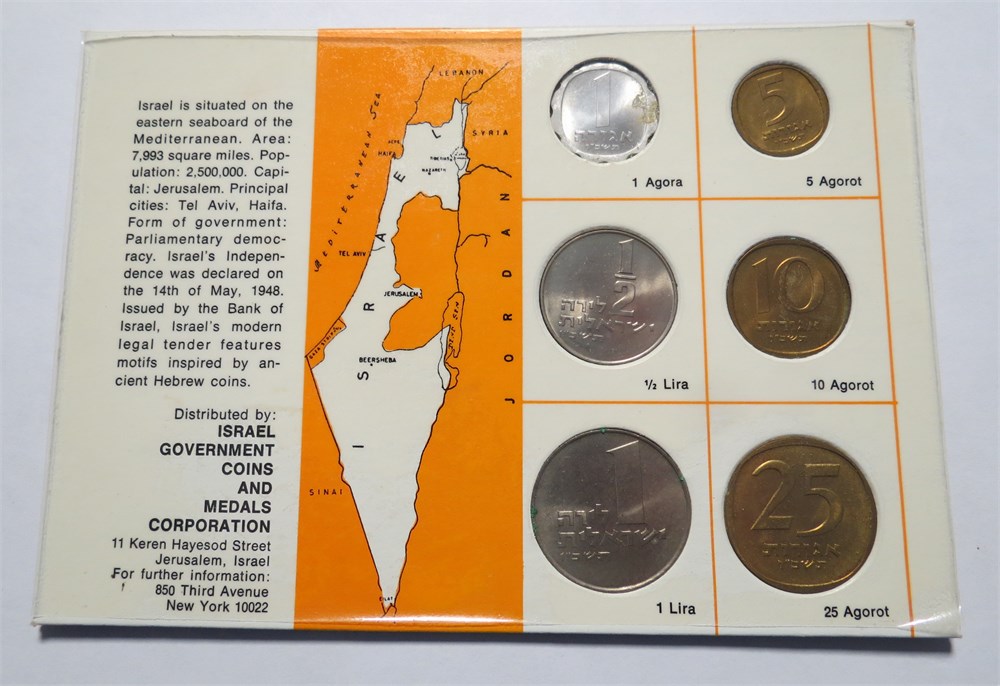 Israel is situated on the
eastern seaboard of the
Mediterranean. Area:
7,993 square miles. Pop-
ulation: 2,500,000. Capi-
tal: Jerusalem. Principal
cities: Tel Aviv, Haifa.
Form of government:
Parliamentary democ-
racy. Israel's Indepen-
dence was declared on
the 14th of May, 1948.
Issued by the Bank of
Israel, Israel's modern
legal tender features
motifs inspired by an-
cient Hebrew coins.
Distributed by:
ISRAEL
GOVERNMENT
COINS
AND
MEDALS
CORPORATION
11 Keren Hayesod Street
Jerusalem, Israel
For further information:
850 Third Avenue
New York 10022
LEBANON
SYRIA
MEDITERRANEAN SEA
HAIFA
TIBERIAS
NAZARETH
TEL AVIV
JERUSALEM
DEAD SEA
BEERSHEBA
ISRAEL
JORDAN
SINAI
EILAT
1
אגורה
1 Agora
5
אגורות
5 Agorot
1/2
לירה
ישראלית
½ Lira
10
אגורות
10 Agorot
1
לירה
ישראלית
1 Lira
25
אגורות
25 Agorot